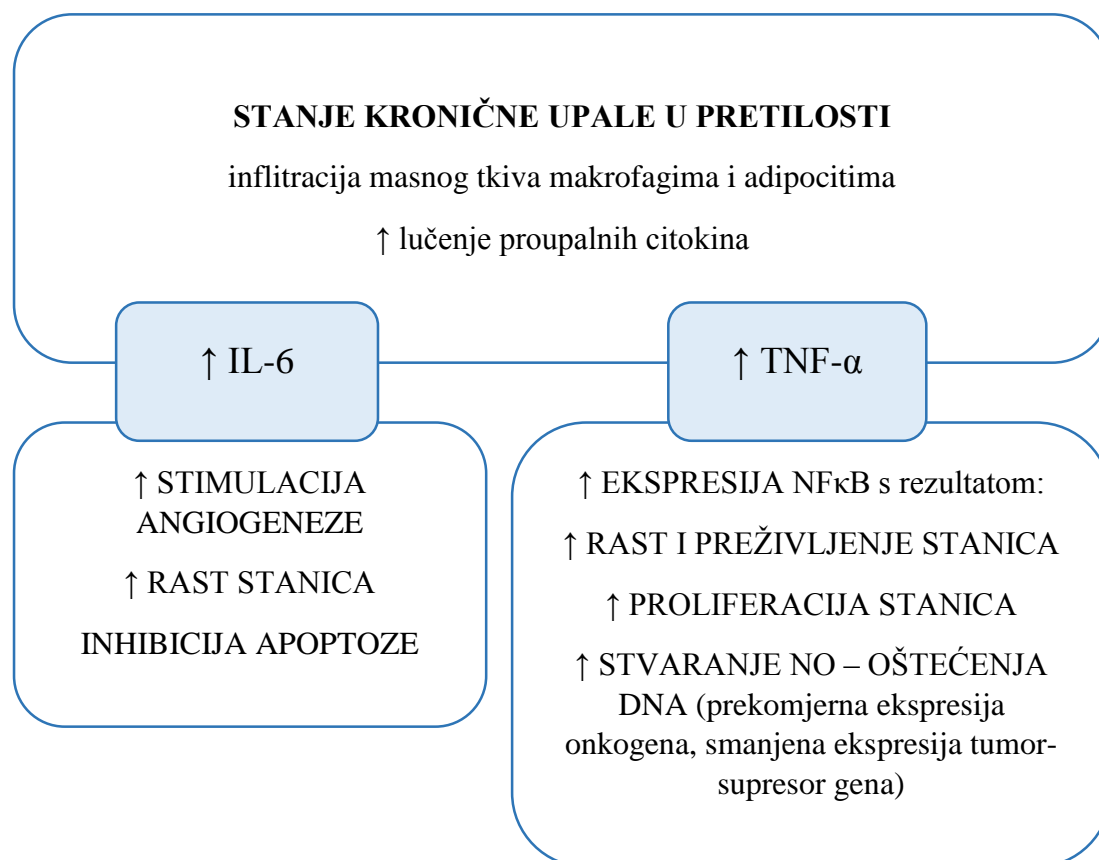 STANJE KRONIČNE UPALE U PRETILOSTI
inflitracija masnog tkiva makrofagima i adipocitima
↑ lučenje proupalnih citokina
↑ IL-6
↑ STIMULACIJA
ANGIOGENEZE
↑ RAST STANICA
INHIBICIJA APOPTOZE
↑ TNF-α
↑ EKSPRESIJA NFκB s rezultatom:
↑ RAST I PREŽIVLJENJE STANICA
↑ PROLIFERACIJA STANICA
↑ STVARANJE NO – OŠTEĆENJA
DNA (prekomjerna ekspresija
onkogena, smanjena ekspresija tumor-
supresor gena)